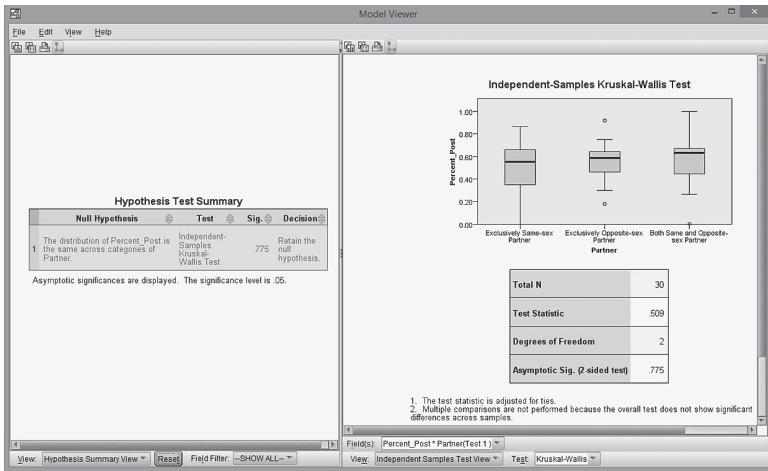 Model Viewer
File Edit View Help
Hypothesis Test Summary
Null Hypothesis Test Sig. Decision
1 The distribution of Percent_Post is the same across categories of Partner. Independent-Samples Kruskal-Wallis Test .775 Retain the null hypothesis.
Asymptotic significances are displayed. The significance level is .05.
View: Hypothesis Summary View Reset Field Filter: --SHOW ALL--
Independent-Samples Kruskal-Wallis Test
Percent_Post
1.00
0.80
0.60
0.40
0.20
0.00
Exclusively Same-sex Partner
Exclusively Opposite-sex Partner
Both Same and Opposite-sex Partner
Partner
Total N 30
Test Statistic .509
Degrees of Freedom 2
Asymptotic Sig. (2-sided test) .775
1. The test statistic is adjusted for ties.
2. Multiple comparisons are not performed because the overall test does not show significant
differences across samples.
Field(s): Percent_Post * Partner(Test 1)
View: Independent Samples Test View Test: Kruskal-Wallis